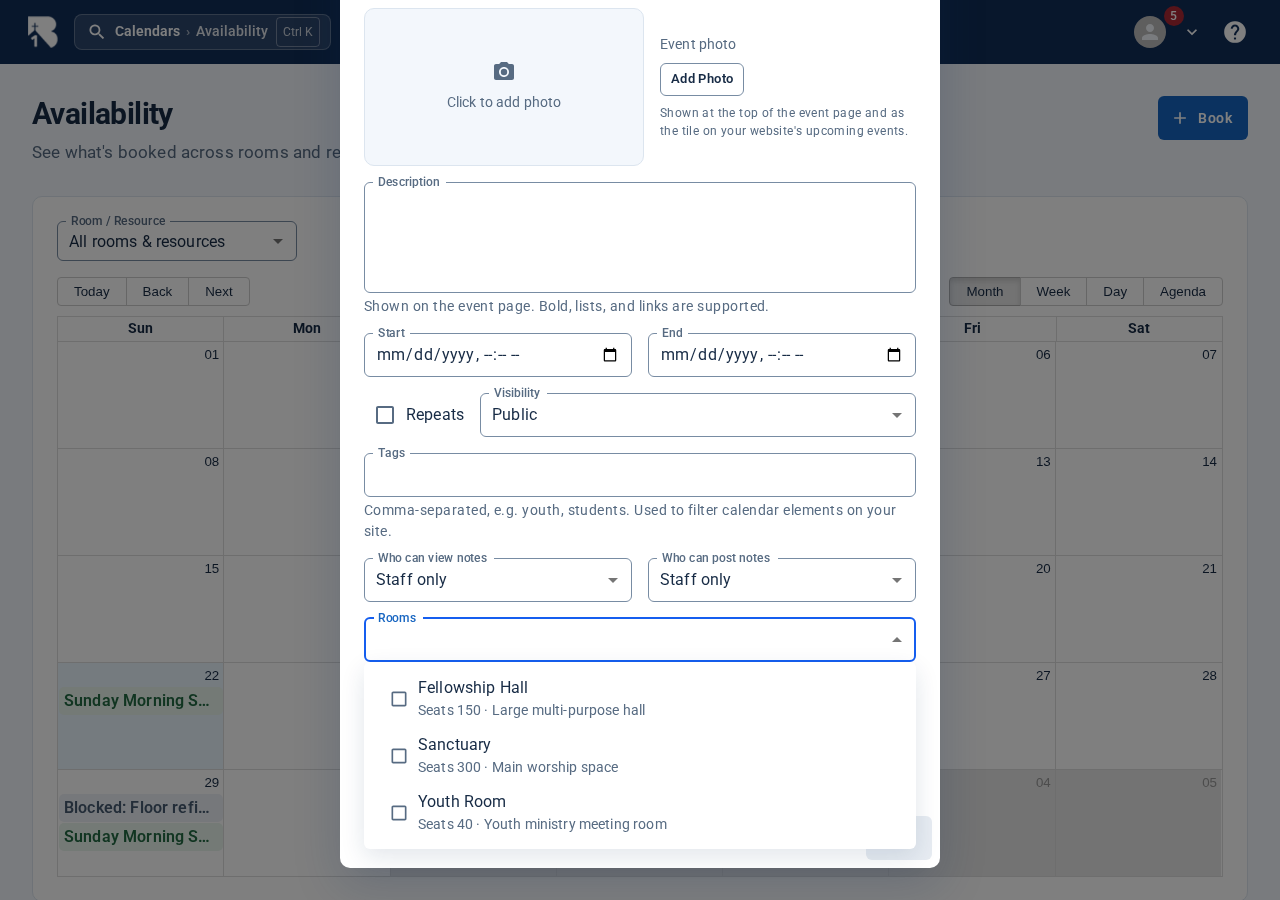 Calendars › Availability Ctrl K
5
Availability
See what's booked across rooms and re
Book
Room / Resource
All rooms & resources
Today Back Next
Month Week Day Agenda
Sun Mon Fri Sat
01 06 07
08 13 14
15 20 21
22 27 28
Sunday Morning S...
29 04 05
Blocked: Floor refi...
Sunday Morning S...
Click to add photo
Event photo
Add Photo
Shown at the top of the event page and as
the tile on your website's upcoming events.
Description
Shown on the event page. Bold, lists, and links are supported.
Start End
mm/dd/yyyy, --:-- -- mm/dd/yyyy, --:-- --
Repeats
Visibility
Public
Tags
Comma-separated, e.g. youth, students. Used to filter calendar elements on your
site.
Who can view notes Who can post notes
Staff only Staff only
Rooms
Fellowship Hall
Seats 150 · Large multi-purpose hall
Sanctuary
Seats 300 · Main worship space
Youth Room
Seats 40 · Youth ministry meeting room